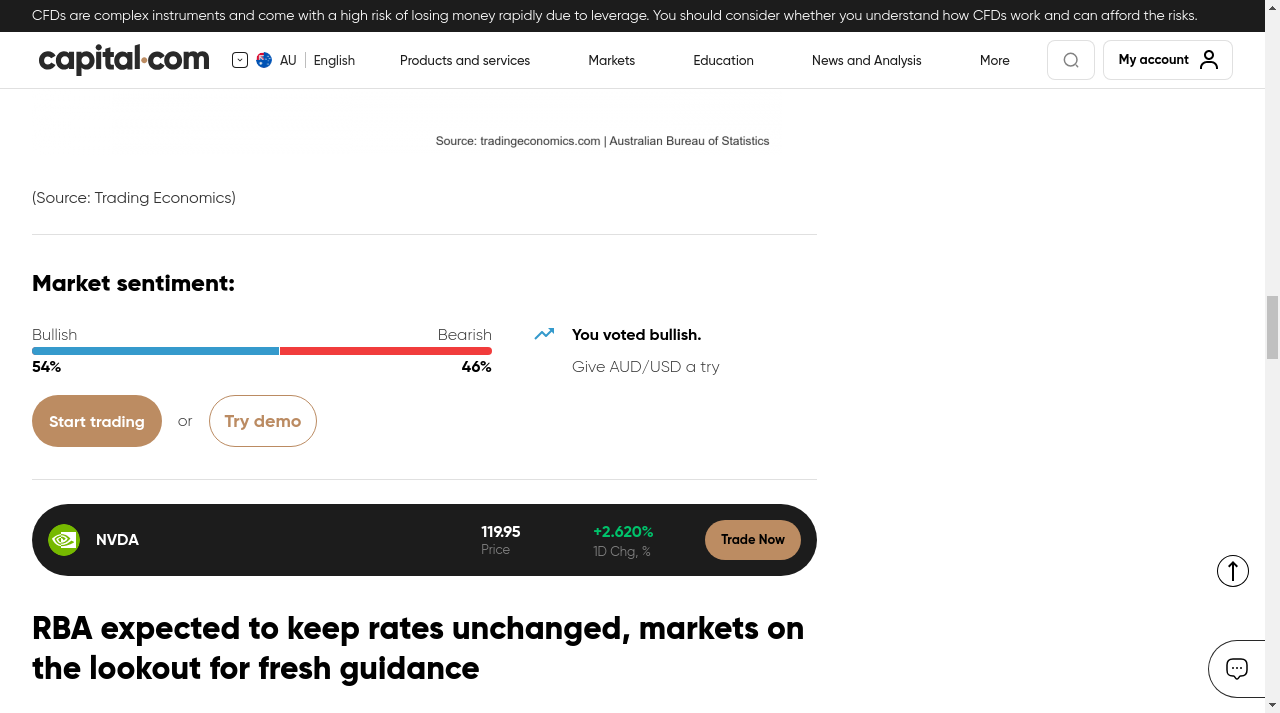 CFDs are complex instruments and come with a high risk of losing money rapidly due to leverage. You should consider whether you understand how CFDs work and can afford the risks.
capital.com
AU
English
Products and services
Markets
Education
News and Analysis
More
My account
Source: tradingeconomics.com | Australian Bureau of Statistics
(Source: Trading Economics)
Market sentiment:
Bullish
Bearish
54%
46%
You voted bullish.
Give AUD/USD a try
Start trading
or
Try demo
NVDA
119.95
Price
+2.620%
1D Chg, %
Trade Now
RBA expected to keep rates unchanged, markets on
the lookout for fresh guidance